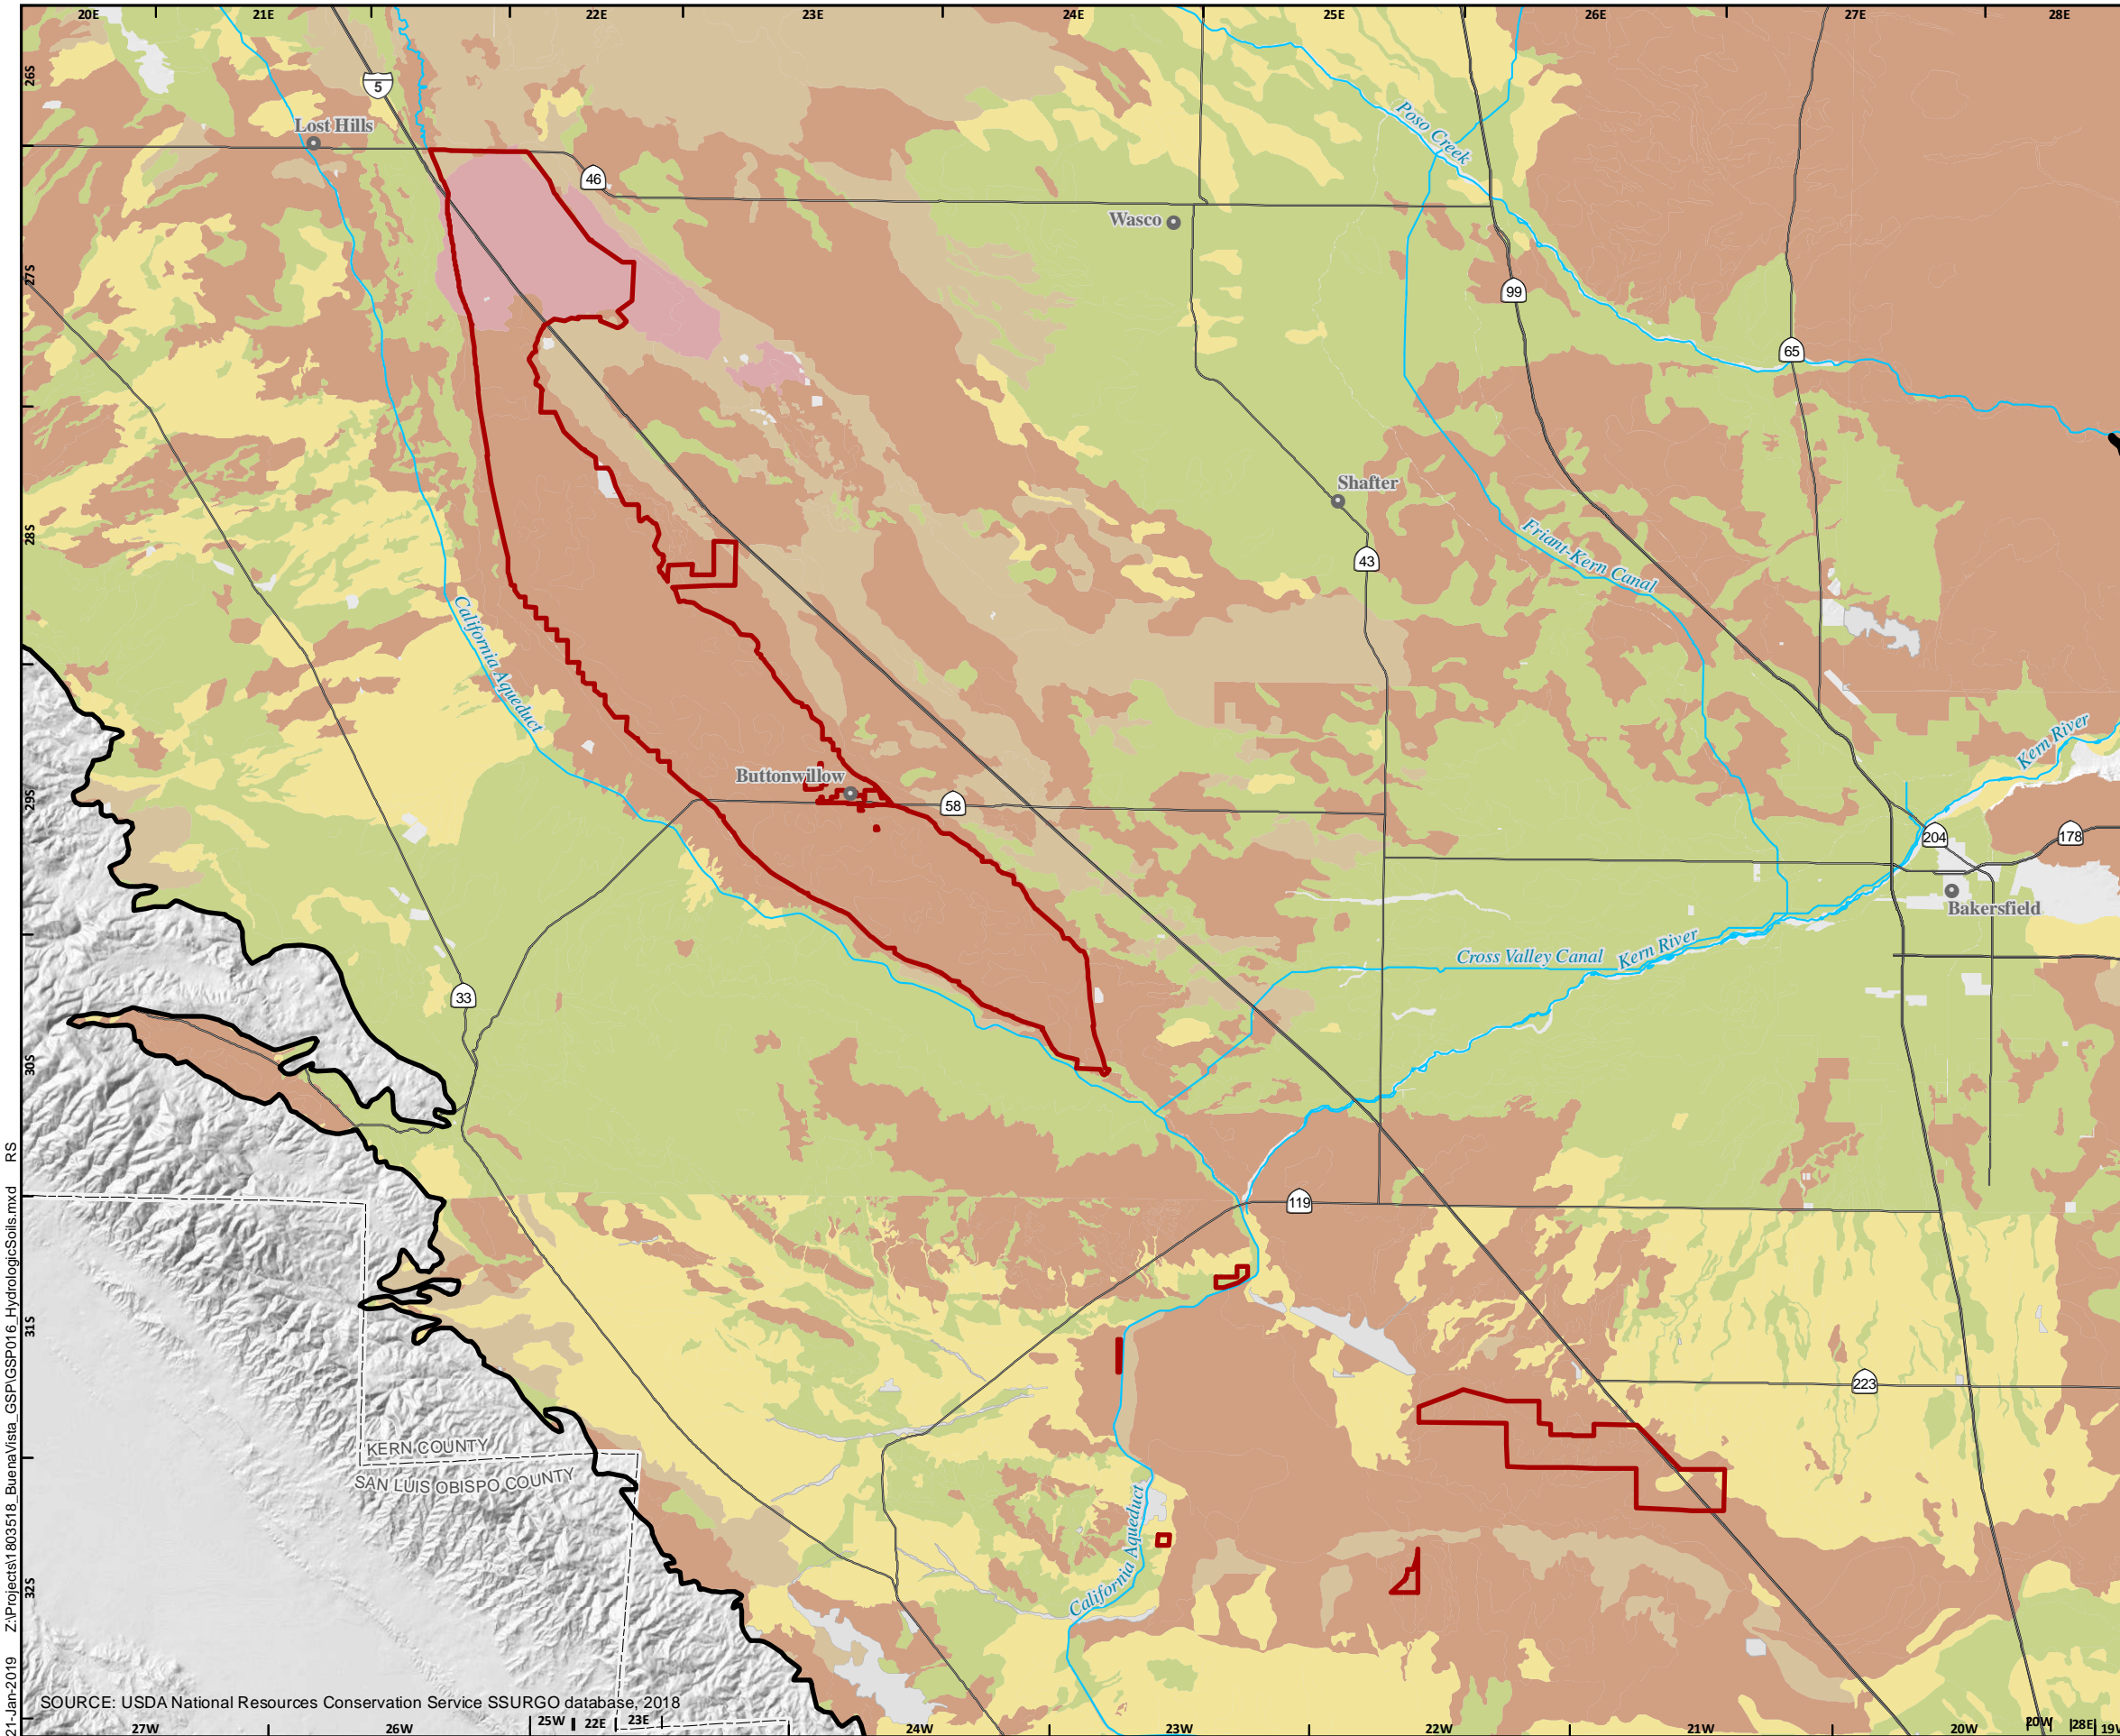 20E
21E
22E
23E
24E
25E
26E
27E
28E
26S
5
Lost Hills
46
Poso Creek
Wasco
27S
99
65
Shafter
28S
Friant-Kern Canal
43
California Aqueduct
Kern River
Buttonwillow
29S
58
204
178
Bakersfield
Cross Valley Canal
Kern River
33
30S
119
31S
223
KERN COUNTY
SAN LUIS OBISPO COUNTY
California Aqueduct
32S
SOURCE: USDA National Resources Conservation Service SSURGO database, 2018
27W
26W
25W
22E
23E
24W
23W
22W
21W
20W
20W
28E
19W
21-Jan-2019 Z:\Projects\1803518_BuenaVista_GSP\GSP016_HydrologicSoils.mxd RS